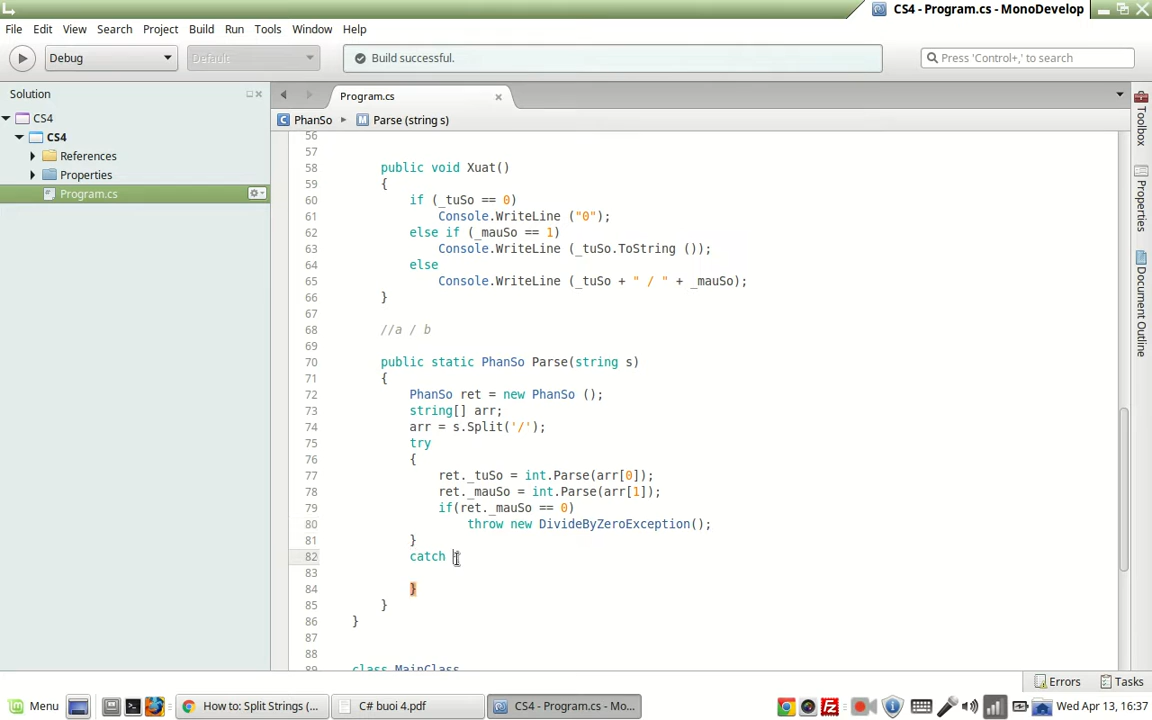 CS4 - Program.cs - MonoDevelop
File Edit View Search Project Build Run Tools Window Help
Debug Default Build successful. Press 'Control+,' to search
Solution
Program.cs
CS4
PhanSo Parse (string s)
CS4
References
Properties
Program.cs
Toolbox
Properties
Document Outline
56
57
58 public void Xuat()
59 {
60 if (_tuSo == 0)
61 Console.WriteLine ("0");
62 else if (_mauSo == 1)
63 Console.WriteLine (_tuSo.ToString ());
64 else
65 Console.WriteLine (_tuSo + " / " + _mauSo);
66 }
67
68 //a / b
69
70 public static PhanSo Parse(string s)
71 {
72 PhanSo ret = new PhanSo ();
73 string[] arr;
74 arr = s.Split('/');
75 try
76 {
77 ret._tuSo = int.Parse(arr[0]);
78 ret._mauSo = int.Parse(arr[1]);
79 if(ret._mauSo == 0)
80 throw new DivideByZeroException();
81 }
82 catch
83
84 }
85 }
86 }
87
88
89 class MainClass
Errors Tasks
Menu How to: Split Strings (... C# buoi 4.pdf CS4 - Program.cs - Mo... Wed Apr 13, 16:37